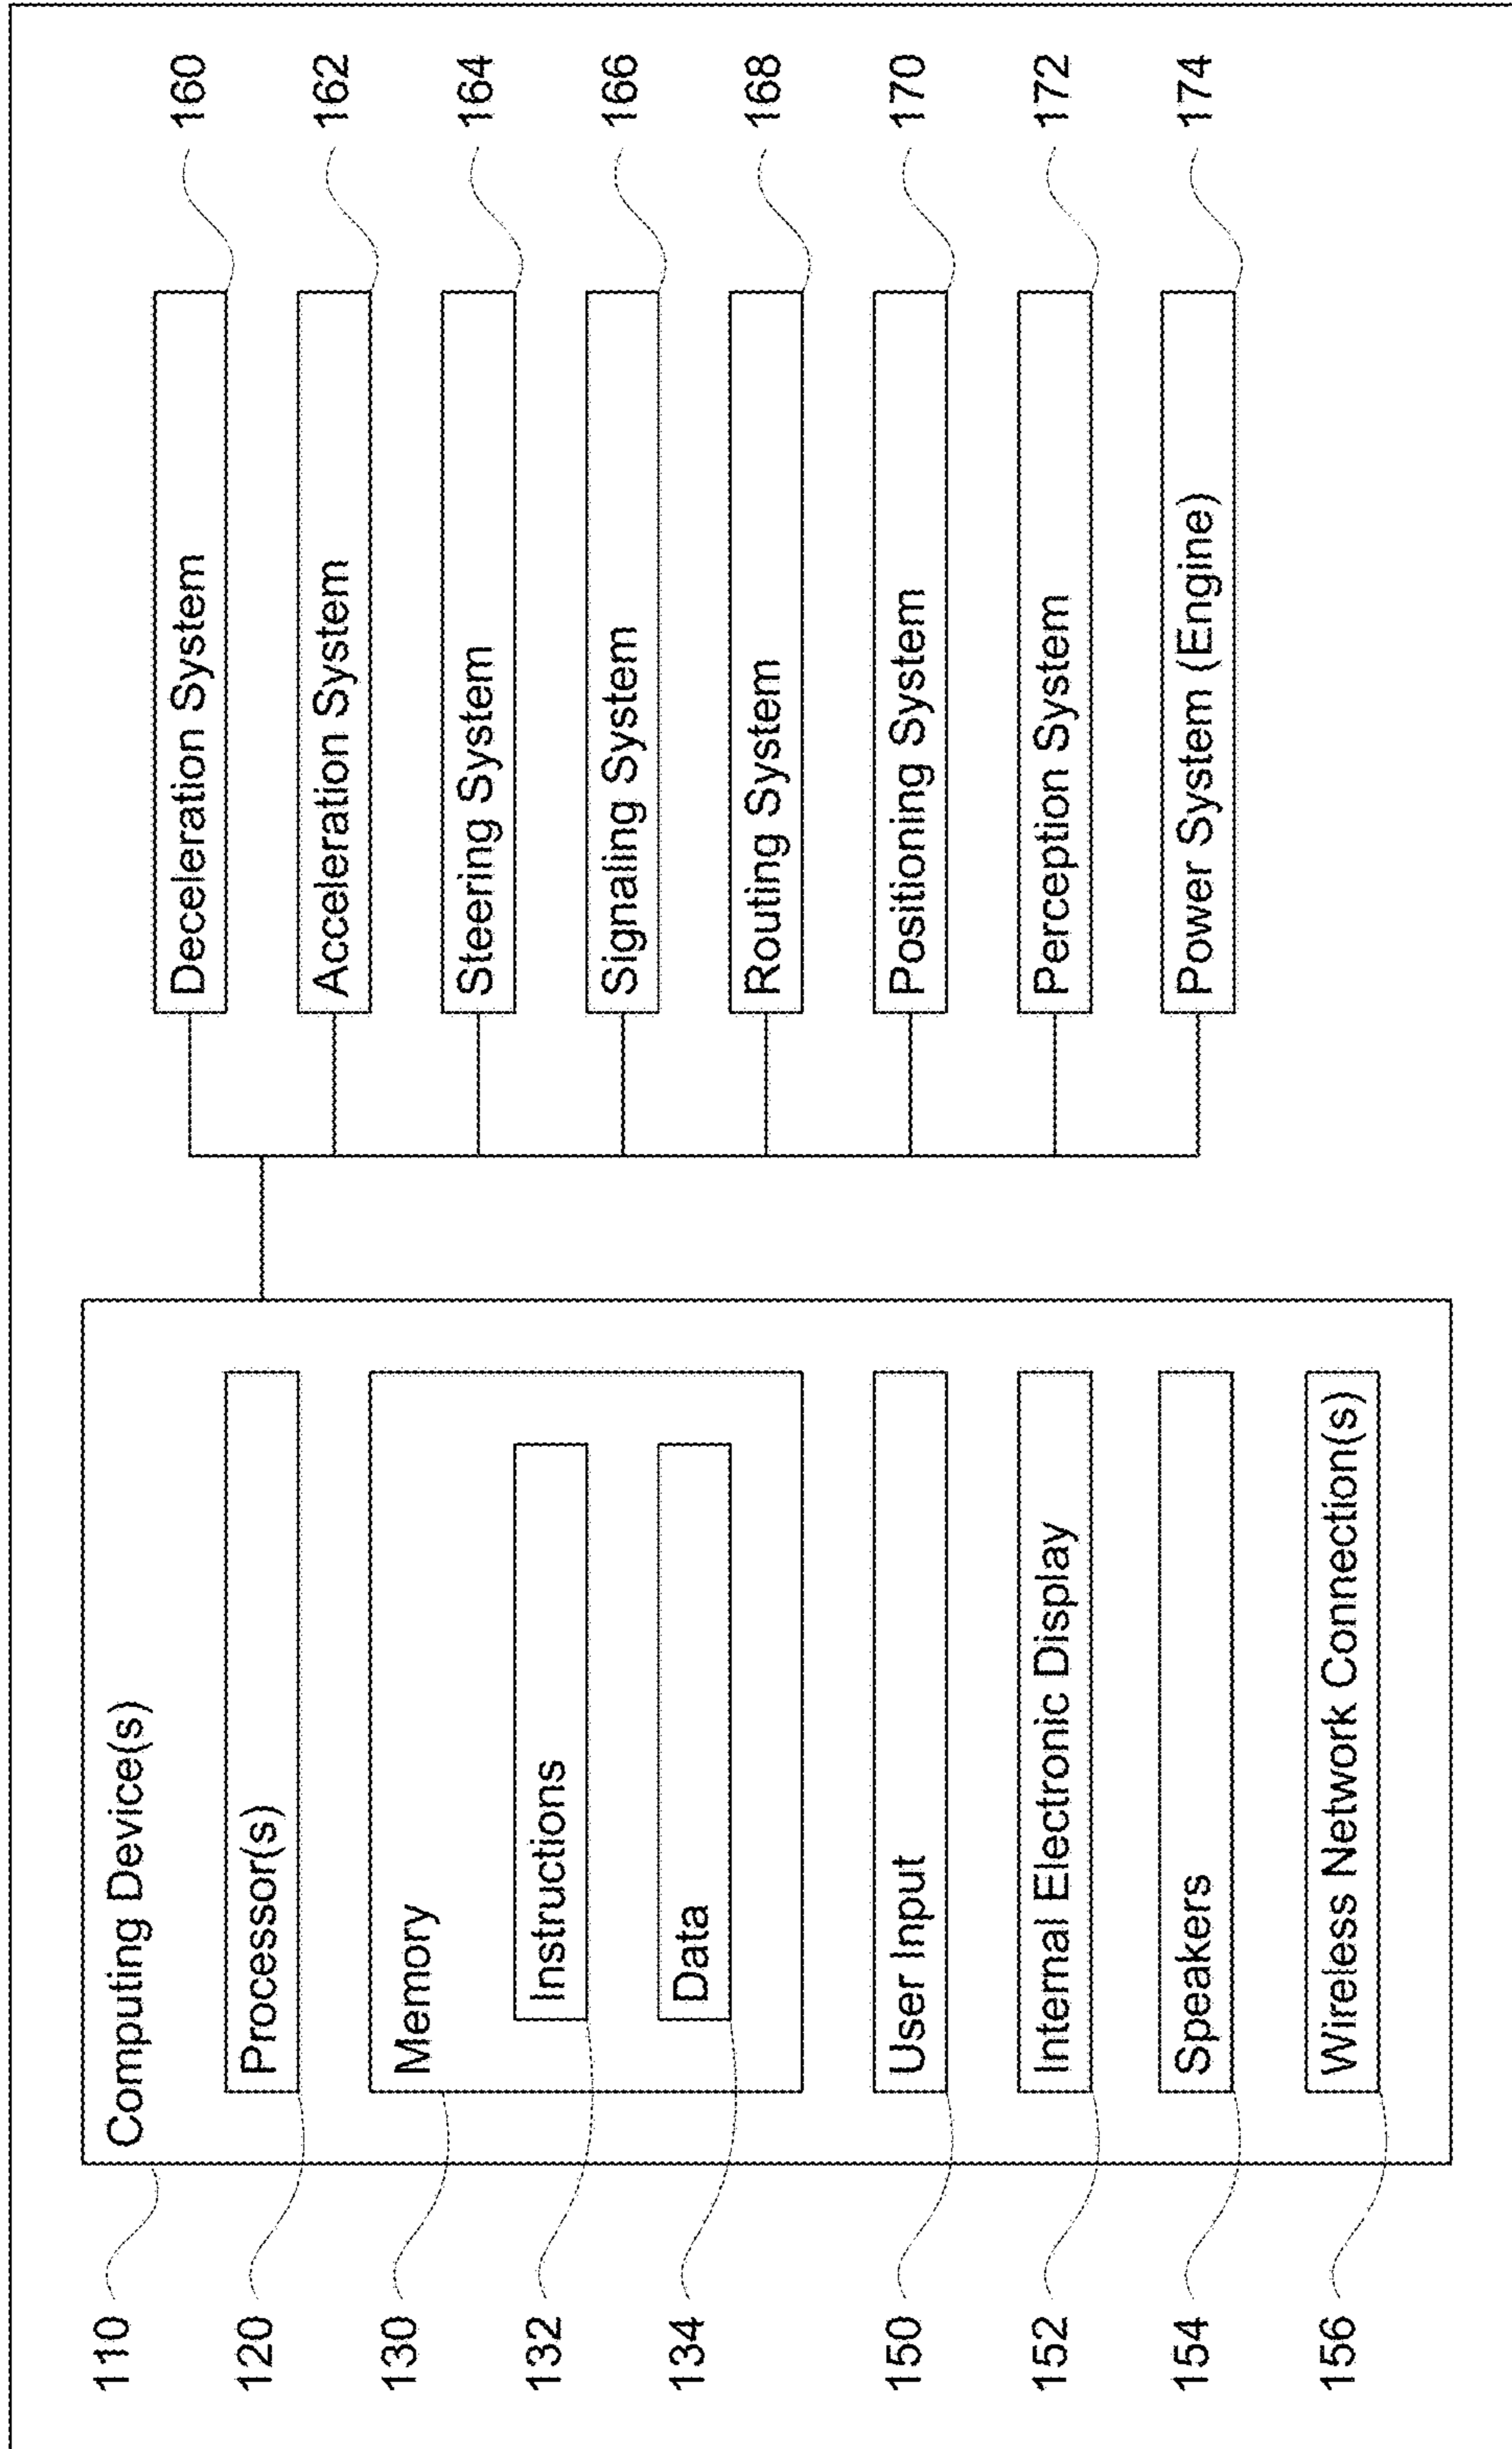 110
Computing Device(s)
120
Processor(s)
130
Memory
132
Instructions
134
Data
150
User Input
152
Internal Electronic Display
154
Speakers
156
Wireless Network Connection(s)
Deceleration System
160
Acceleration System
162
Steering System
164
Signaling System
166
Routing System
168
Positioning System
170
Perception System
172
Power System (Engine)
174